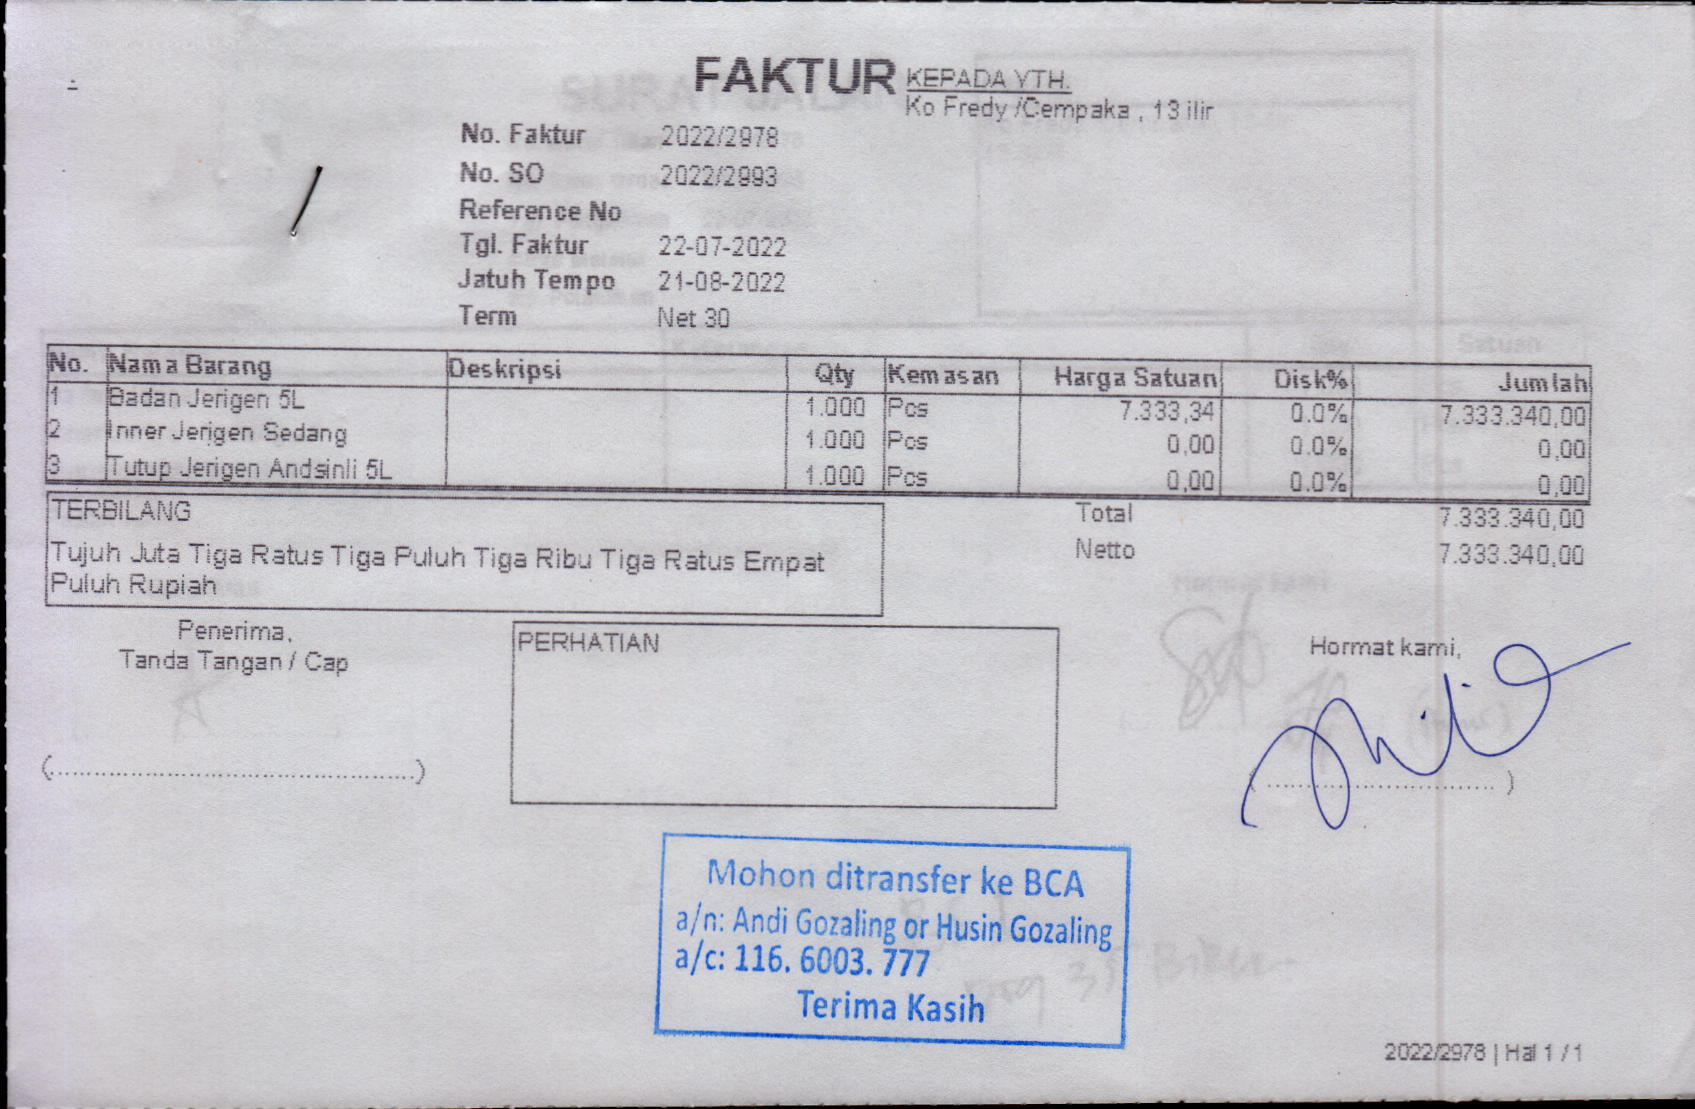 FAKTUR
KEPADA YTH.
Ko Fredy /Cempaka , 13 ilir
No. Faktur 2022/2978
No. SO 2022/2993
Reference No
Tgl. Faktur 22-07-2022
Jatuh Tempo 21-08-2022
Term Net 30
No. Nama Barang Deskripsi Qty Kemasan Harga Satuan Disk% Jumlah
1 Badan Jerigen 5L 1.000 Pcs 7.333,34 0.0% 7.333.340,00
2 Inner Jerigen Sedang 1.000 Pcs 0,00 0.0% 0,00
3 Tutup Jerigen Andsinli 5L 1.000 Pcs 0,00 0.0% 0,00
TERBILANG
Tujuh Juta Tiga Ratus Tiga Puluh Tiga Ribu Tiga Ratus Empat
Puluh Rupiah
Total 7.333.340,00
Netto 7.333.340,00
Penerima,
Tanda Tangan / Cap
(..................................................)
PERHATIAN
Hormat kami,
(................................)
Mohon ditransfer ke BCA
a/n: Andi Gozaling or Husin Gozaling
a/c: 116. 6003. 777
Terima Kasih
2022/2978 | Hal 1 / 1